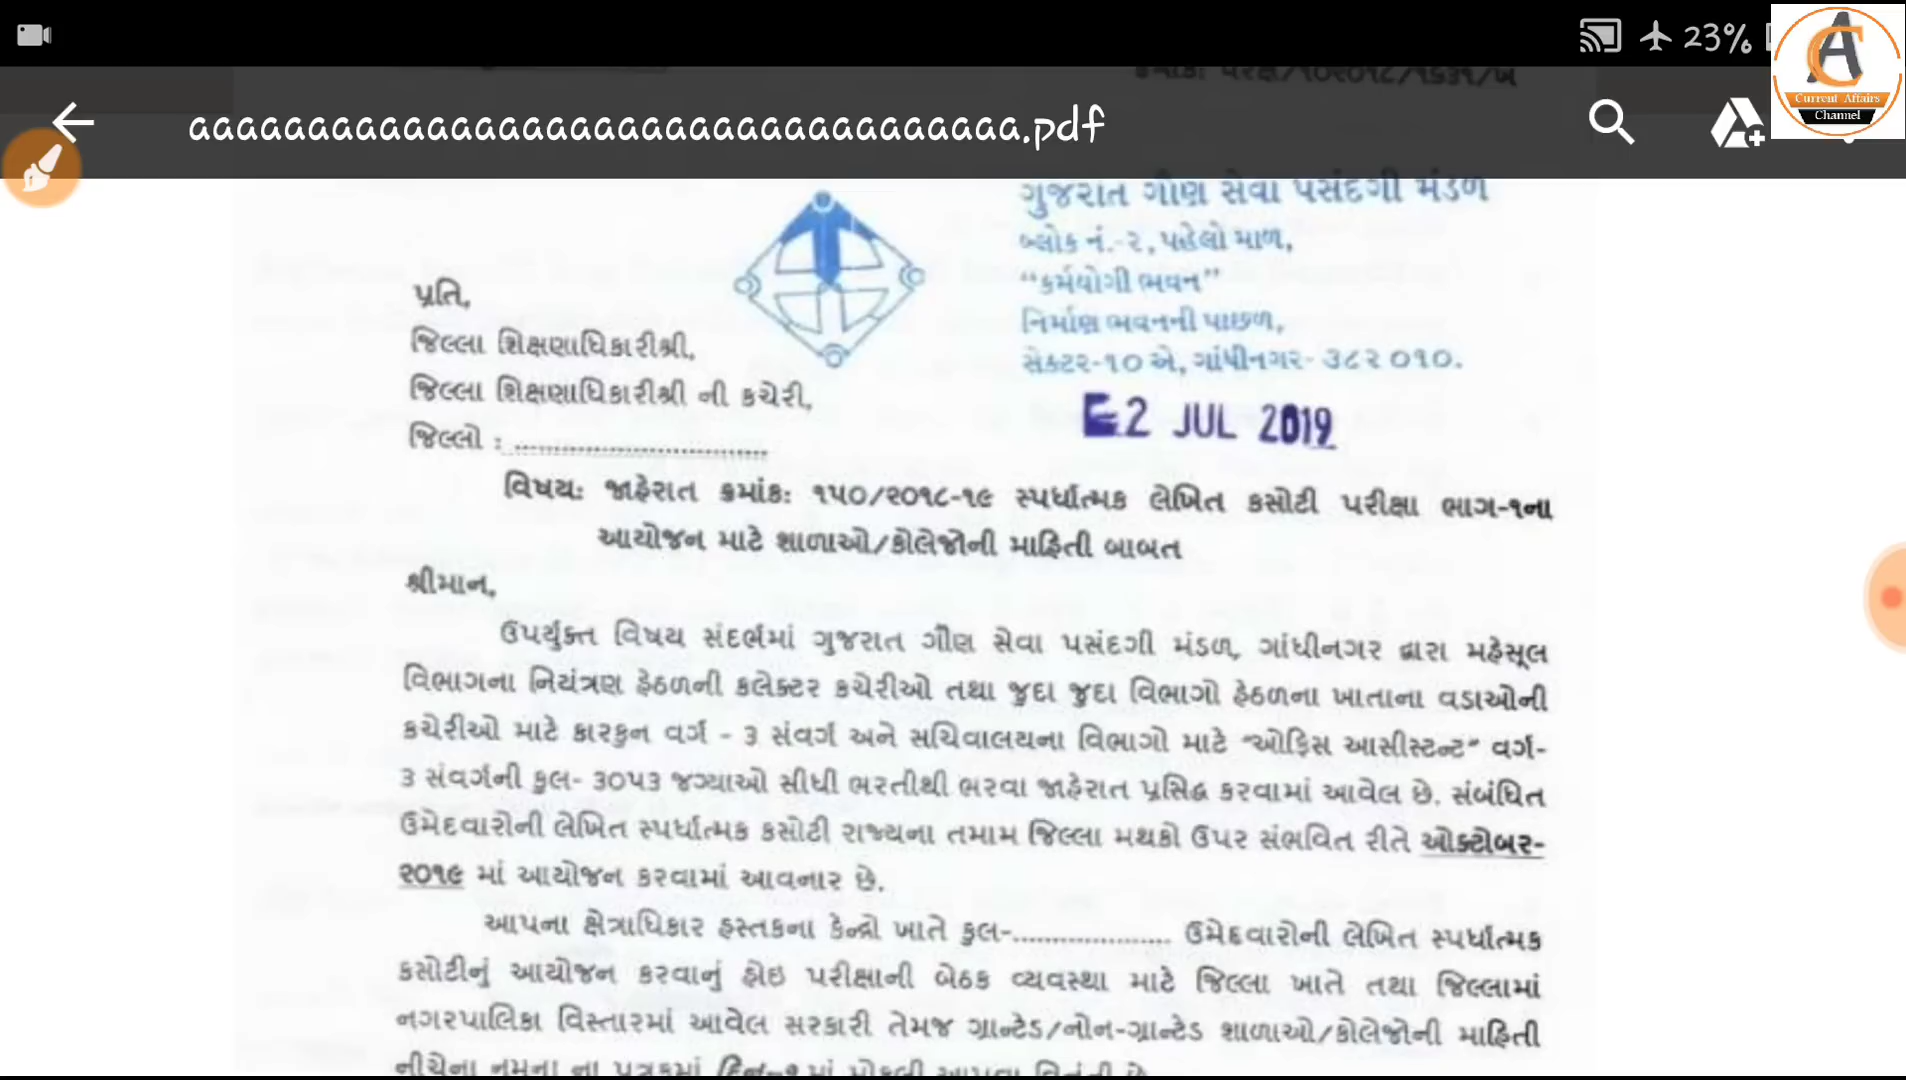 23%
A
C
Current Affairs
Channel
aaaaaaaaaaaaaaaaaaaaaaaaaaaaaaaaaaa.pdf
ગુજરાત ગૌણ સેવા પસંદગી મંડળ
બ્લોક નં.-૨, પહેલો માળ,
“કર્મયોગી ભવન”
નિર્માણ ભવનની પાછળ,
સેક્ટર-૧૦ એ, ગાંધીનગર- ૩૮૨ ૦૧૦.
2 JUL 2019
પ્રતિ,
જિલ્લા શિક્ષણાધિકારીશ્રી,
જિલ્લા શિક્ષણાધિકારીશ્રી ની કચેરી,
જિલ્લો : ................................
વિષય: જાહેરાત ક્રમાંક: ૧૫૦/૨૦૧૮-૧૯ સ્પર્ધાત્મક લેખિત કસોટી પરીક્ષા ભાગ-૧ના
આયોજન માટે શાળાઓ/કોલેજોની માહિતી બાબત
શ્રીમાન,
ઉપર્યુક્ત વિષય સંદર્ભમાં ગુજરાત ગૌણ સેવા પસંદગી મંડળ, ગાંધીનગર દ્વારા મહેસૂલ
વિભાગના નિયંત્રણ હેઠળની કલેક્ટર કચેરીઓ તથા જુદા જુદા વિભાગો હેઠળના ખાતાના વડાઓની
કચેરીઓ માટે કારકુન વર્ગ - ૩ સંવર્ગ અને સચિવાલયના વિભાગો માટે “ઓફિસ આસીસ્ટન્ટ” વર્ગ-
૩ સંવર્ગની કુલ- ૩૦૫૩ જગ્યાઓ સીધી ભરતીથી ભરવા જાહેરાત પ્રસિદ્ધ કરવામાં આવેલ છે. સંબંધિત
ઉમેદવારોની લેખિત સ્પર્ધાત્મક કસોટી રાજ્યના તમામ જિલ્લા મથકો ઉપર સંભવિત રીતે ઓક્ટોબર-
૨૦૧૯ માં આયોજન કરવામાં આવનાર છે.
આપના ક્ષેત્રાધિકાર હસ્તકના કેન્દ્રો ખાતે કુલ-..................... ઉમેદવારોની લેખિત સ્પર્ધાત્મક
કસોટીનું આયોજન કરવાનું હોઇ પરીક્ષાની બેઠક વ્યવસ્થા માટે જિલ્લા ખાતે તથા જિલ્લામાં
નગરપાલિકા વિસ્તારમાં આવેલ સરકારી તેમજ ગ્રાન્ટેડ/નોન-ગ્રાન્ટેડ શાળાઓ/કોલેજોની માહિતી